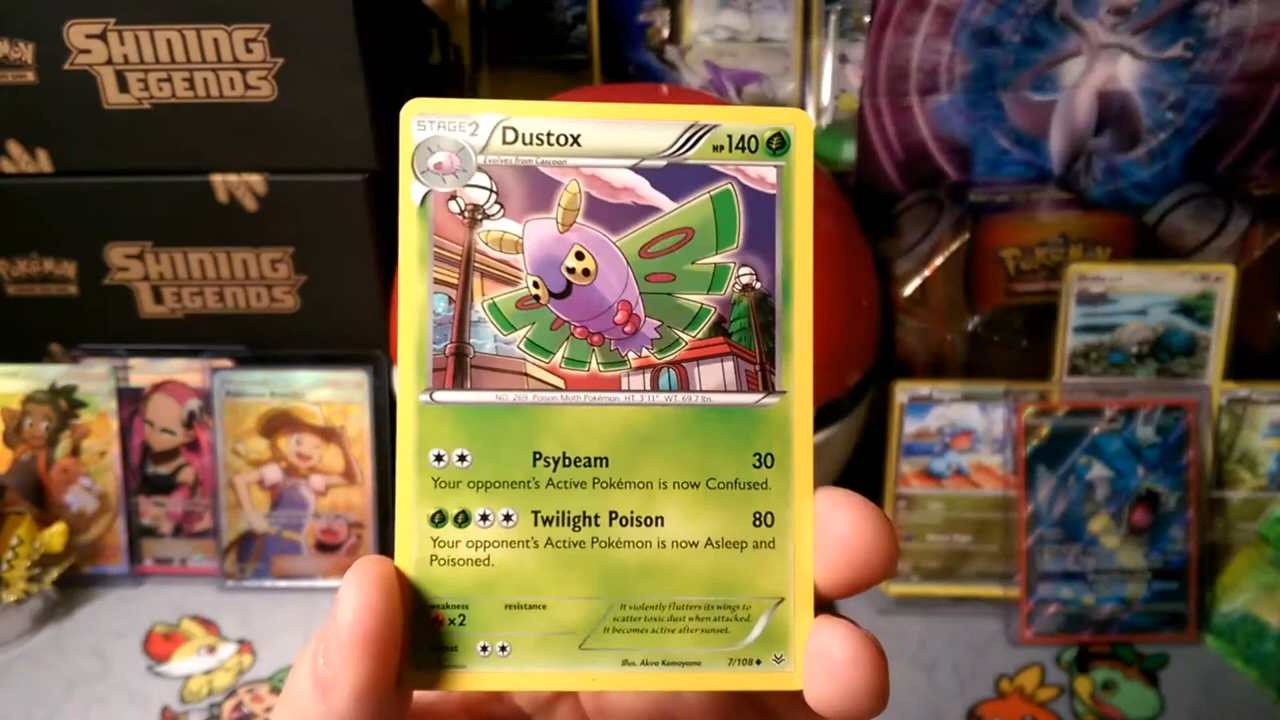 SHINING
LEGENDS
Pokémon
SHINING
LEGENDS
Pokémon
STAGE2
Dustox
HP 140
Evolves from Cascoon
NO. 269 Poison Moth Pokémon. HT. 3'11" WT. 69.7 lbs.
Psybeam 30
Your opponent's Active Pokémon is now Confused.
Twilight Poison 80
Your opponent's Active Pokémon is now Asleep and
Poisoned.
weakness resistance
×2
It violently flutters its wings to
scatter toxic dust when attacked.
It becomes active after sunset.
Illus. Akira Komayama 7/108